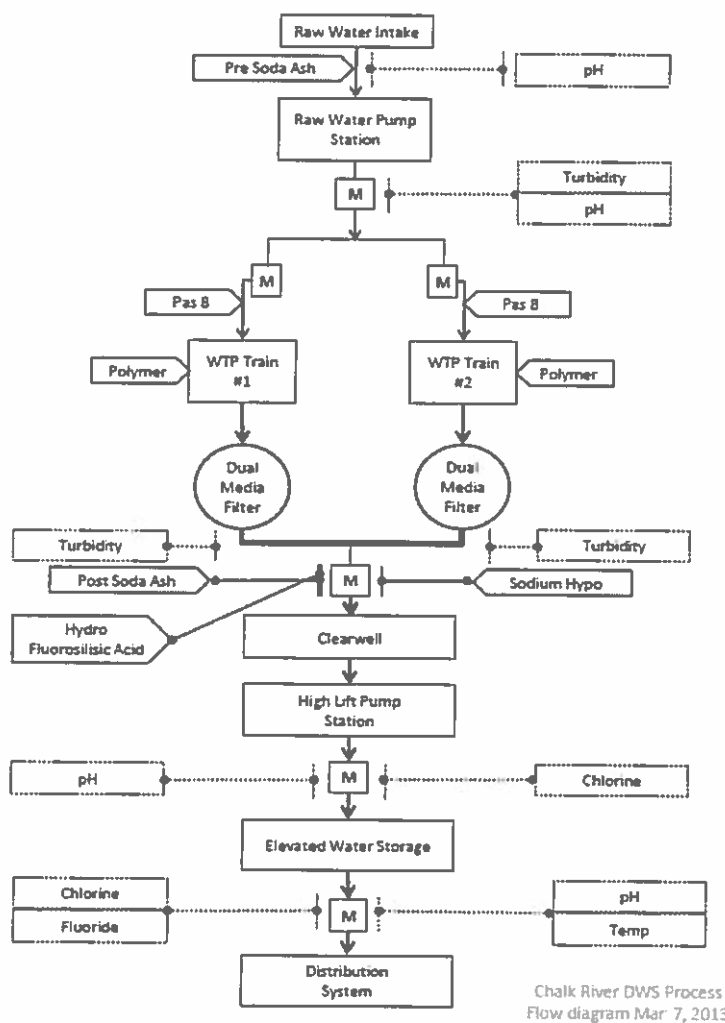 Raw Water Intake
Pre Soda Ash
pH
Raw Water Pump
Station
M
Turbidity
pH
M
M
Pas 8
Pas 8
Polymer
WTP Train
#1
WTP Train
#2
Polymer
Dual
Media
Filter
Dual
Media
Filter
Turbidity
Turbidity
Post Soda Ash
M
Sodium Hypo
Hydro
Fluorosilisic Acid
Clearwell
High Lift Pump
Station
pH
M
Chlorine
Elevated Water Storage
Chlorine
Fluoride
M
pH
Temp
Distribution
System
Chalk River DWS Process
Flow diagram Mar 7, 2013